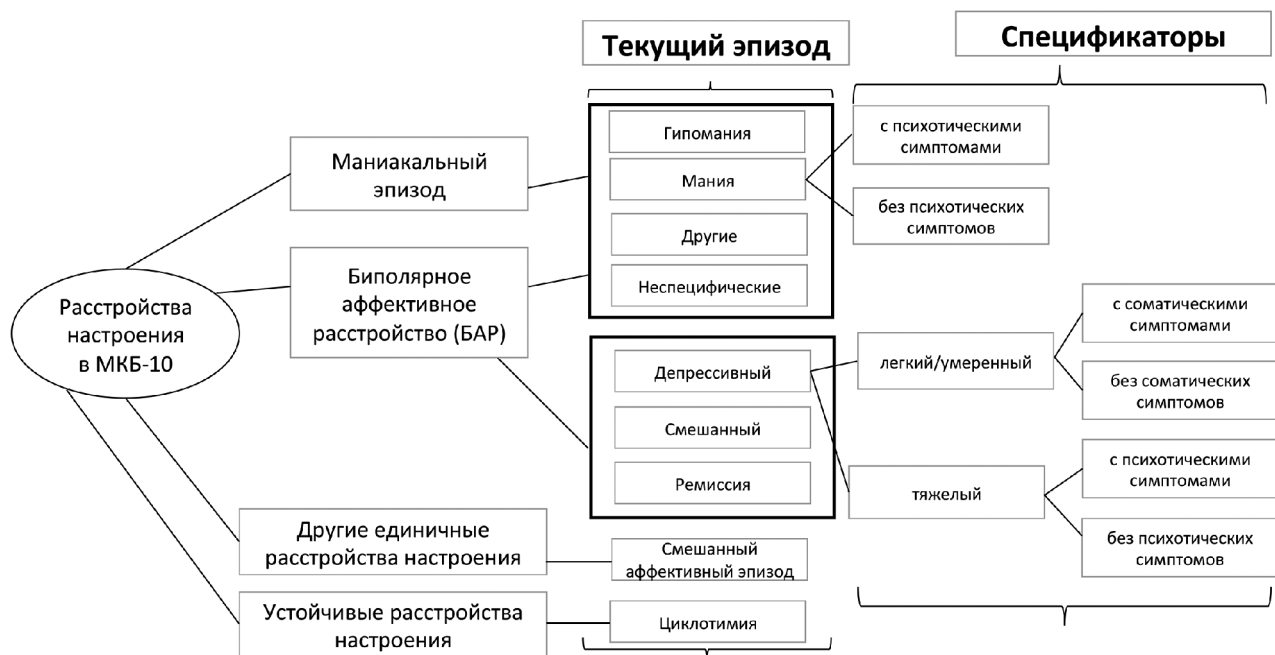 Текущий эпизод
Спецификаторы
Расстройства
настроения
в МКБ-10
Маниакальный
эпизод
Биполярное
аффективное
расстройство (БАР)
Другие единичные
расстройства настроения
Устойчивые расстройства
настроения
Гипомания
Мания
Другие
Неспецифические
Депрессивный
Смешанный
Ремиссия
Смешанный
аффективный эпизод
Циклотимия
с психотическими
симптомами
без психотических
симптомов
легкий/умеренный
тяжелый
с соматическими
симптомами
без соматических
симптомов
с психотическими
симптомами
без психотических
симптомов